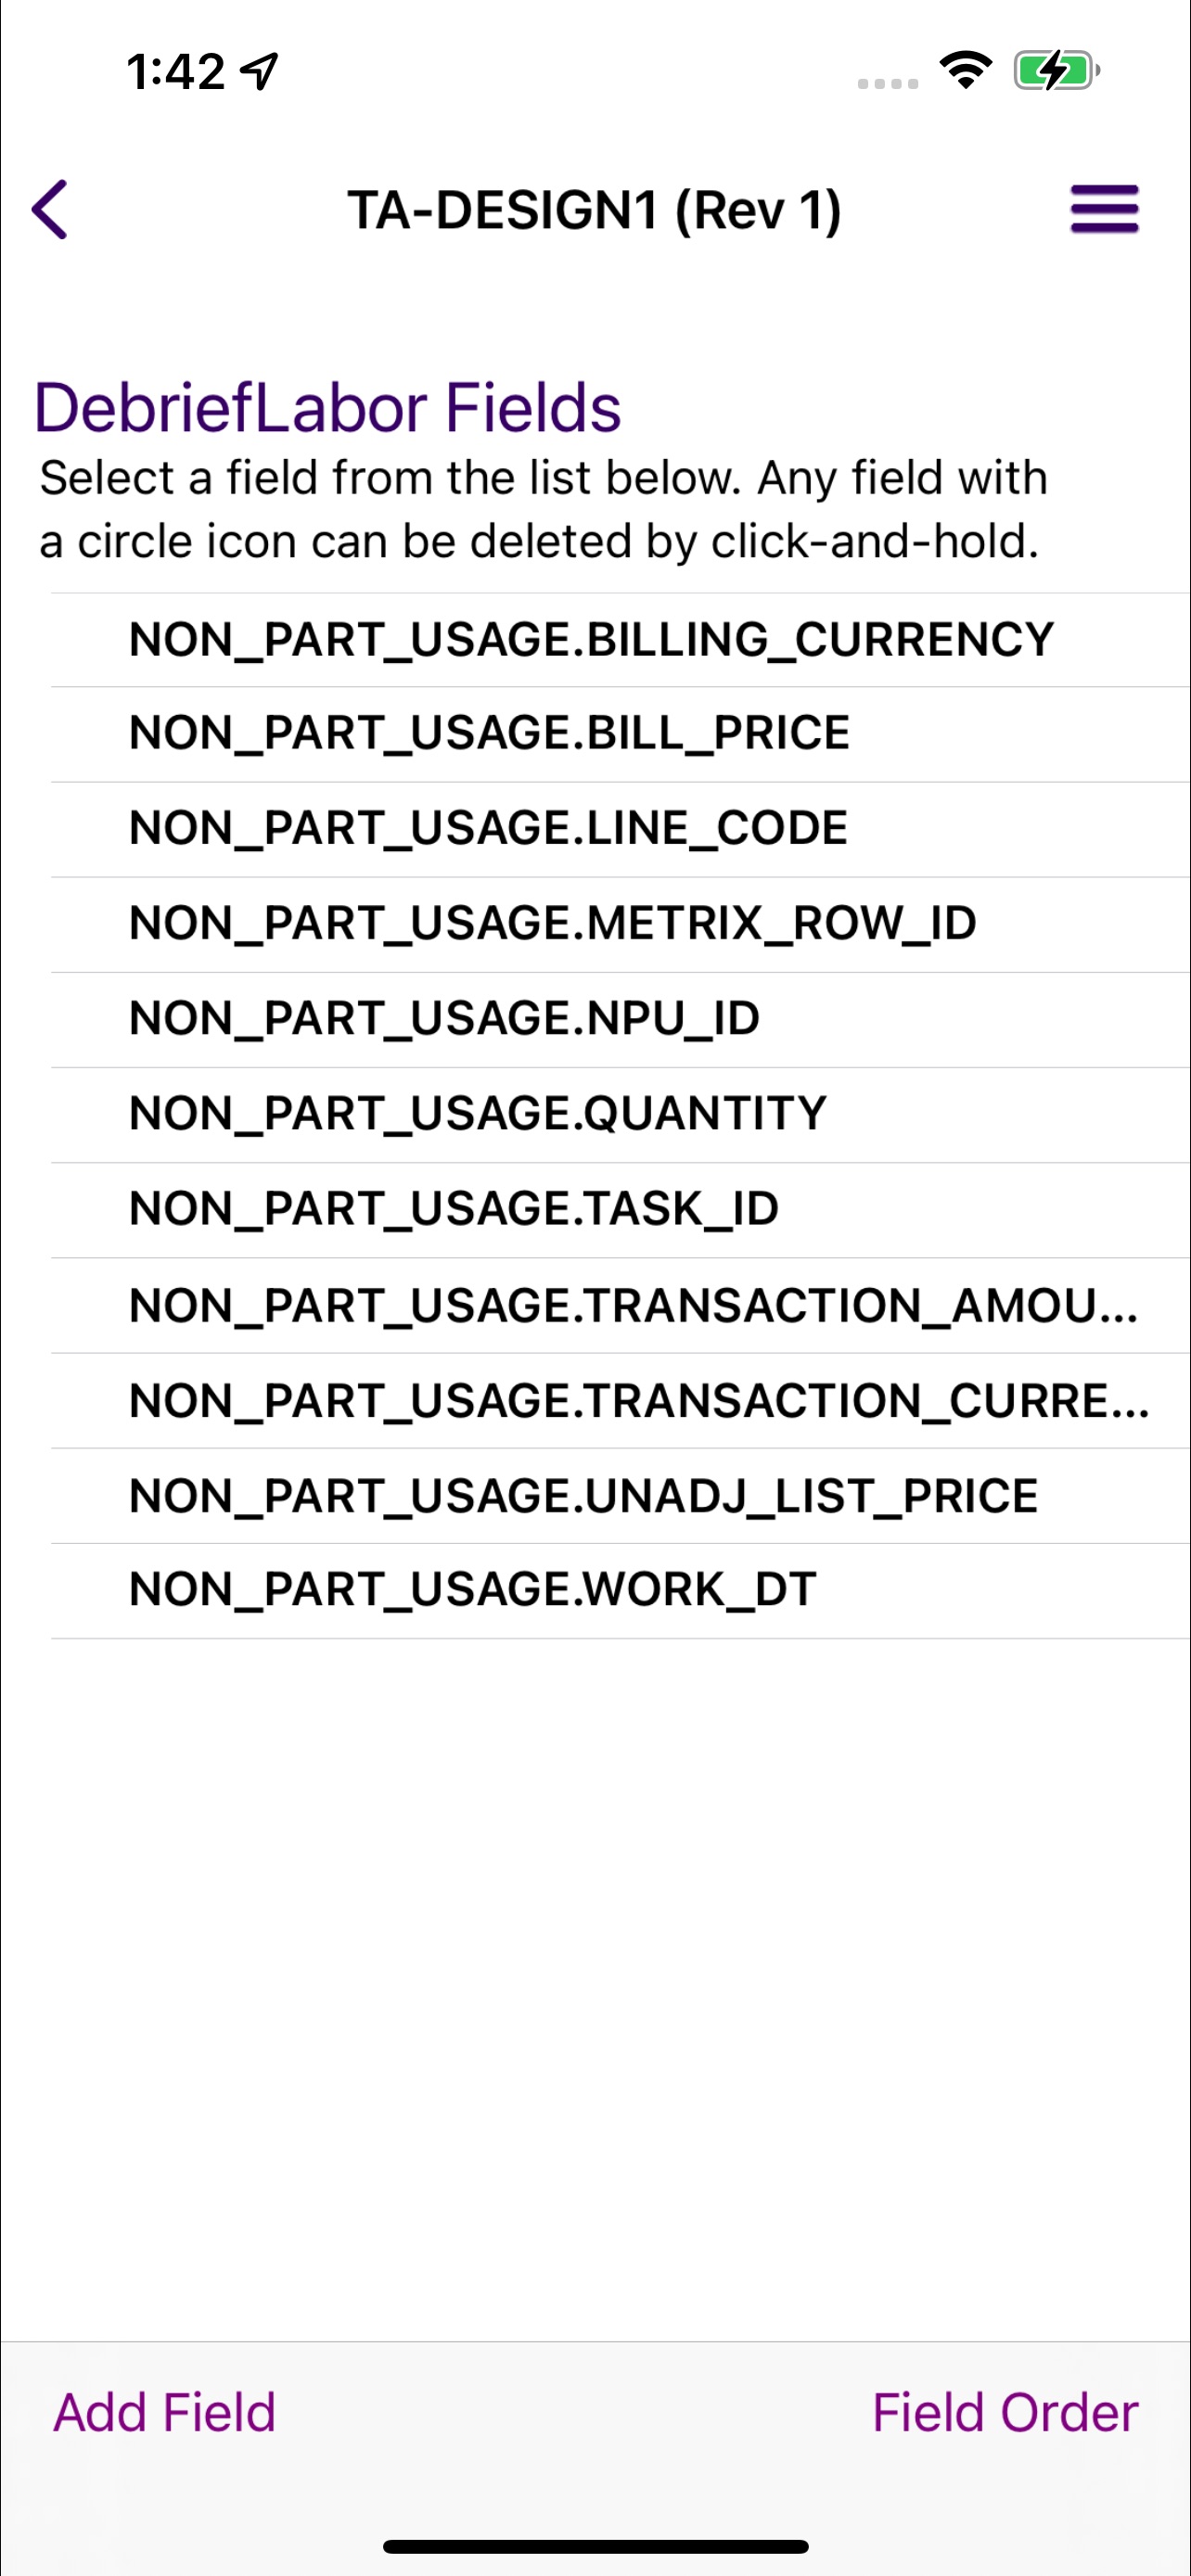 1:42
TA-DESIGN1 (Rev 1)
DebriefLabor Fields
Select a field from the list below. Any field with
a circle icon can be deleted by click-and-hold.
NON_PART_USAGE.BILLING_CURRENCY
NON_PART_USAGE.BILL_PRICE
NON_PART_USAGE.LINE_CODE
NON_PART_USAGE.METRIX_ROW_ID
NON_PART_USAGE.NPU_ID
NON_PART_USAGE.QUANTITY
NON_PART_USAGE.TASK_ID
NON_PART_USAGE.TRANSACTION_AMOU...
NON_PART_USAGE.TRANSACTION_CURRE...
NON_PART_USAGE.UNADJ_LIST_PRICE
NON_PART_USAGE.WORK_DT
Add Field
Field Order